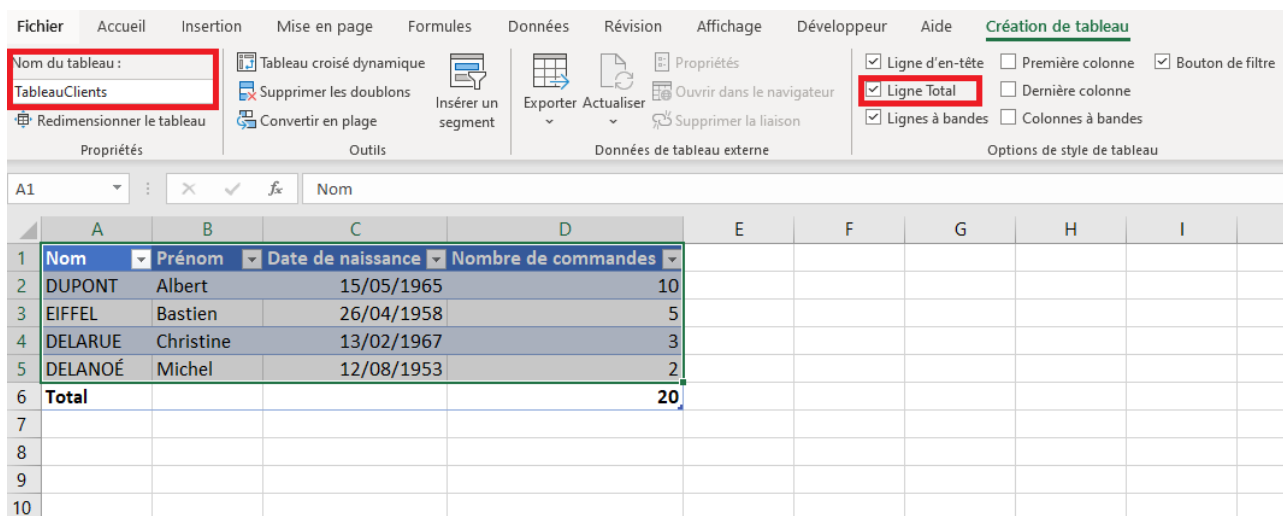 Fichier Accueil Insertion Mise en page Formules Données Révision Affichage Développeur Aide Création de tableau
Nom du tableau :
TableauClients
Redimensionner le tableau
Propriétés
Tableau croisé dynamique
Supprimer les doublons
Convertir en plage
Insérer un
segment
Outils
Exporter Actualiser
Propriétés
Ouvrir dans le navigateur
Supprimer la liaison
Données de tableau externe
Ligne d'en-tête Première colonne Bouton de filtre
Ligne Total Dernière colonne
Lignes à bandes Colonnes à bandes
Options de style de tableau
A1 fx Nom
A B C D E F G H I
1 Nom Prénom Date de naissance Nombre de commandes
2 DUPONT Albert 15/05/1965 10
3 EIFFEL Bastien 26/04/1958 5
4 DELARUE Christine 13/02/1967 3
5 DELANOÉ Michel 12/08/1953 2
6 Total 20
7
8
9
10